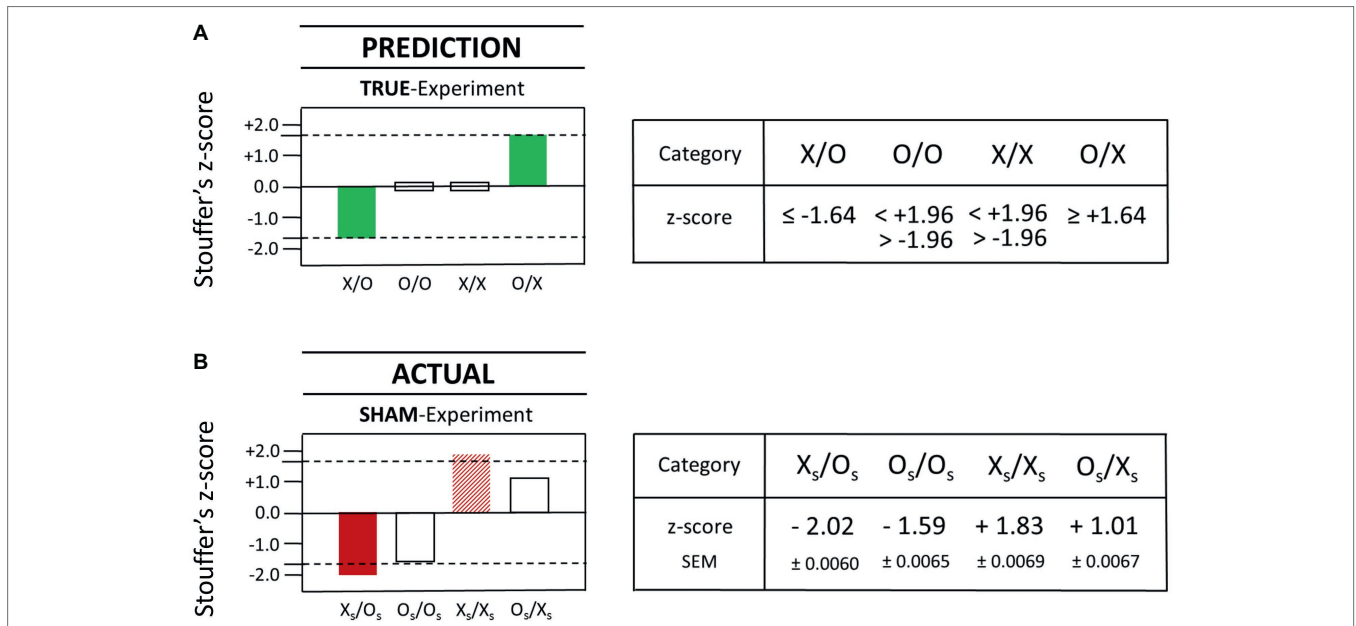 A
PREDICTION
TRUE-Experiment
Stouffer's z-score
+2.0
+1.0
0.0
-1.0
-2.0
X/O O/O X/X O/X
Category X/O O/O X/X O/X
z-score ≤ -1.64 < +1.96 < +1.96 ≥ +1.64
> -1.96 > -1.96
B
ACTUAL
SHAM-Experiment
Stouffer's z-score
+2.0
+1.0
0.0
-1.0
-2.0
Xₛ/Oₛ Oₛ/Oₛ Xₛ/Xₛ Oₛ/Xₛ
Category Xₛ/Oₛ Oₛ/Oₛ Xₛ/Xₛ Oₛ/Xₛ
z-score - 2.02 - 1.59 + 1.83 + 1.01
SEM ± 0.0060 ± 0.0065 ± 0.0069 ± 0.0067